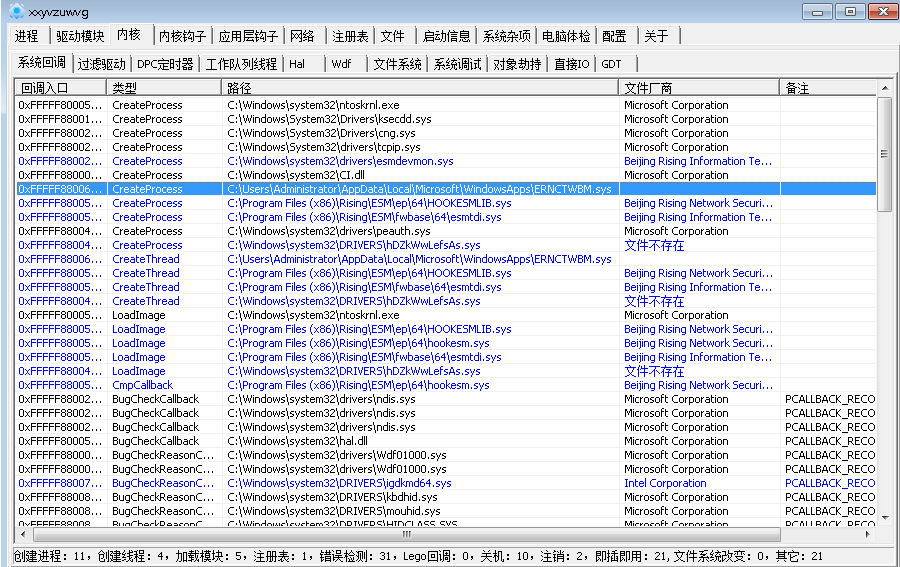 xxyvzuwvg
进程 驱动模块 内核 内核钩子 应用层钩子 网络 注册表 文件 启动信息 系统杂项 电脑体检 配置 关于
系统回调 过滤驱动 DPC定时器 工作队列线程 Hal Wdf 文件系统 系统调试 对象劫持 直接IO GDT
回调入口 类型 路径 文件厂商 备注
0xFFFFF80005... CreateProcess C:\Windows\system32\ntoskrnl.exe Microsoft Corporation
0xFFFFF88001... CreateProcess C:\Windows\System32\Drivers\ksecdd.sys Microsoft Corporation
0xFFFFF88002... CreateProcess C:\Windows\System32\Drivers\cng.sys Microsoft Corporation
0xFFFFF88002... CreateProcess C:\Windows\System32\drivers\tcpip.sys Microsoft Corporation
0xFFFFF88002... CreateProcess C:\Windows\system32\drivers\esmdevmon.sys Beijing Rising Information Te...
0xFFFFF88000... CreateProcess C:\Windows\system32\CI.dll Microsoft Corporation
0xFFFFF88006... CreateProcess C:\Users\Administrator\AppData\Local\Microsoft\WindowsApps\ERNCTWBM.sys
0xFFFFF88005... CreateProcess C:\Program Files (x86)\Rising\ESM\ep\64\HOOKESMLIB.sys Beijing Rising Network Securi...
0xFFFFF88005... CreateProcess C:\Program Files (x86)\Rising\ESM\fwbase\64\esmtdi.sys Beijing Rising Information Te...
0xFFFFF88004... CreateProcess C:\Windows\system32\drivers\peauth.sys Microsoft Corporation
0xFFFFF88004... CreateProcess C:\Windows\system32\DRIVERS\hDZkWwLefsAs.sys 文件不存在
0xFFFFF88006... CreateThread C:\Users\Administrator\AppData\Local\Microsoft\WindowsApps\ERNCTWBM.sys
0xFFFFF88005... CreateThread C:\Program Files (x86)\Rising\ESM\ep\64\HOOKESMLIB.sys Beijing Rising Network Securi...
0xFFFFF88005... CreateThread C:\Program Files (x86)\Rising\ESM\fwbase\64\esmtdi.sys Beijing Rising Information Te...
0xFFFFF88004... CreateThread C:\Windows\system32\DRIVERS\hDZkWwLefsAs.sys 文件不存在
0xFFFFF80005... LoadImage C:\Windows\system32\ntoskrnl.exe Microsoft Corporation
0xFFFFF88005... LoadImage C:\Program Files (x86)\Rising\ESM\ep\64\HOOKESMLIB.sys Beijing Rising Network Securi...
0xFFFFF88005... LoadImage C:\Program Files (x86)\Rising\ESM\ep\64\hookesm.sys Beijing Rising Network Securi...
0xFFFFF88005... LoadImage C:\Program Files (x86)\Rising\ESM\fwbase\64\esmtdi.sys Beijing Rising Information Te...
0xFFFFF88004... LoadImage C:\Windows\system32\DRIVERS\hDZkWwLefsAs.sys 文件不存在
0xFFFFF88005... CmpCallback C:\Program Files (x86)\Rising\ESM\ep\64\hookesm.sys Beijing Rising Network Securi...
0xFFFFF88002... BugCheckCallback C:\Windows\system32\drivers\ndis.sys Microsoft Corporation PCALLBACK_RECO
0xFFFFF88002... BugCheckCallback C:\Windows\system32\drivers\ndis.sys Microsoft Corporation PCALLBACK_RECO
0xFFFFF88002... BugCheckCallback C:\Windows\system32\drivers\ndis.sys Microsoft Corporation PCALLBACK_RECO
0xFFFFF80005... BugCheckCallback C:\Windows\system32\hal.dll Microsoft Corporation PCALLBACK_RECO
0xFFFFF88000... BugCheckReasonC... C:\Windows\system32\drivers\Wdf01000.sys Microsoft Corporation PCALLBACK_RECO
0xFFFFF88000... BugCheckReasonC... C:\Windows\system32\drivers\Wdf01000.sys Microsoft Corporation PCALLBACK_RECO
0xFFFFF88007... BugCheckReasonC... C:\Windows\system32\DRIVERS\igdkmd64.sys Intel Corporation PCALLBACK_RECO
0xFFFFF88008... BugCheckReasonC... C:\Windows\system32\DRIVERS\kbdhid.sys Microsoft Corporation PCALLBACK_RECO
0xFFFFF88008... BugCheckReasonC... C:\Windows\system32\DRIVERS\mouhid.sys Microsoft Corporation PCALLBACK_RECO
0xFFFFF88008... BugCheckReasonC... C:\Windows\system32\DRIVERS\HIDCLASS.SYS Microsoft Corporation PCALLBACK_RECO
创建进程: 11, 创建线程: 4, 加载模块: 5, 注册表: 1, 错误检测: 31, Lego回调: 0, 关机: 10, 注销: 2, 即插即用: 21, 文件系统改变: 0, 其它: 21